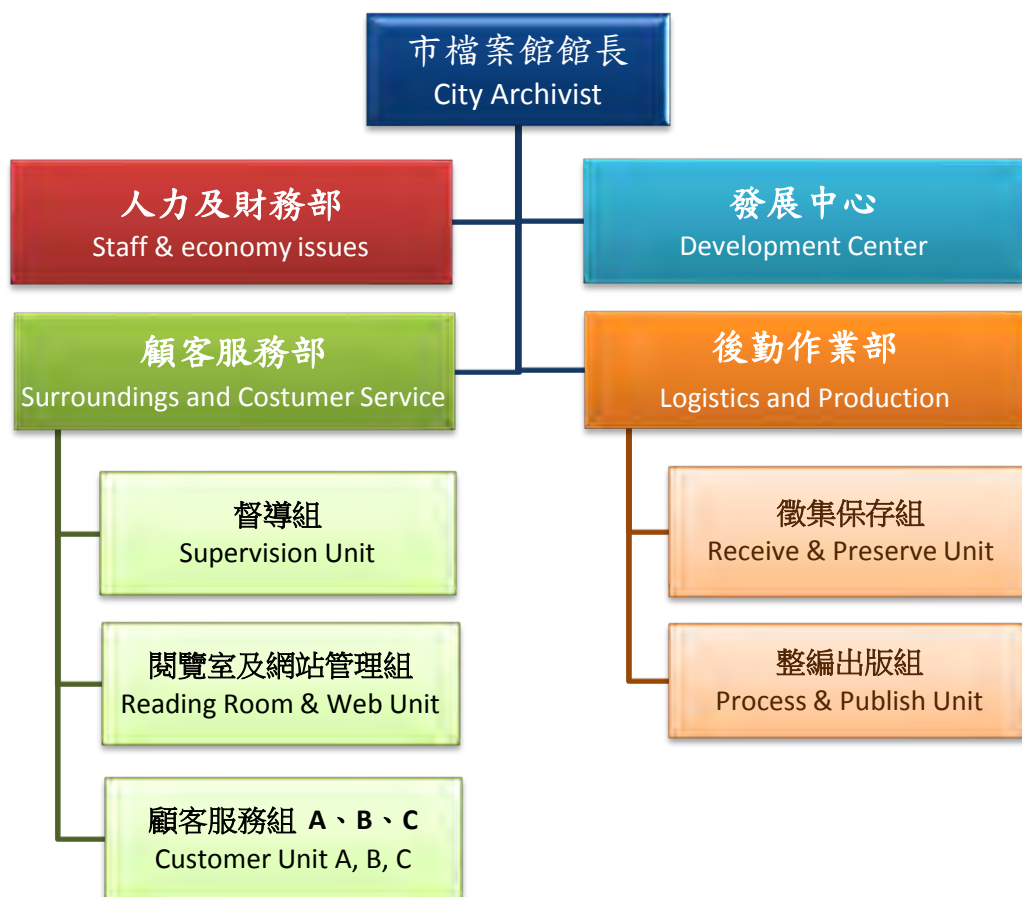 市檔案館館長
City Archivist
人力及財務部
Staff & economy issues
發展中心
Development Center
顧客服務部
Surroundings and Costumer Service
後勤作業部
Logistics and Production
督導組
Supervision Unit
徵集保存組
Receive & Preserve Unit
閱覽室及網站管理組
Reading Room & Web Unit
整編出版組
Process & Publish Unit
顧客服務組 A、B、C
Customer Unit A, B, C